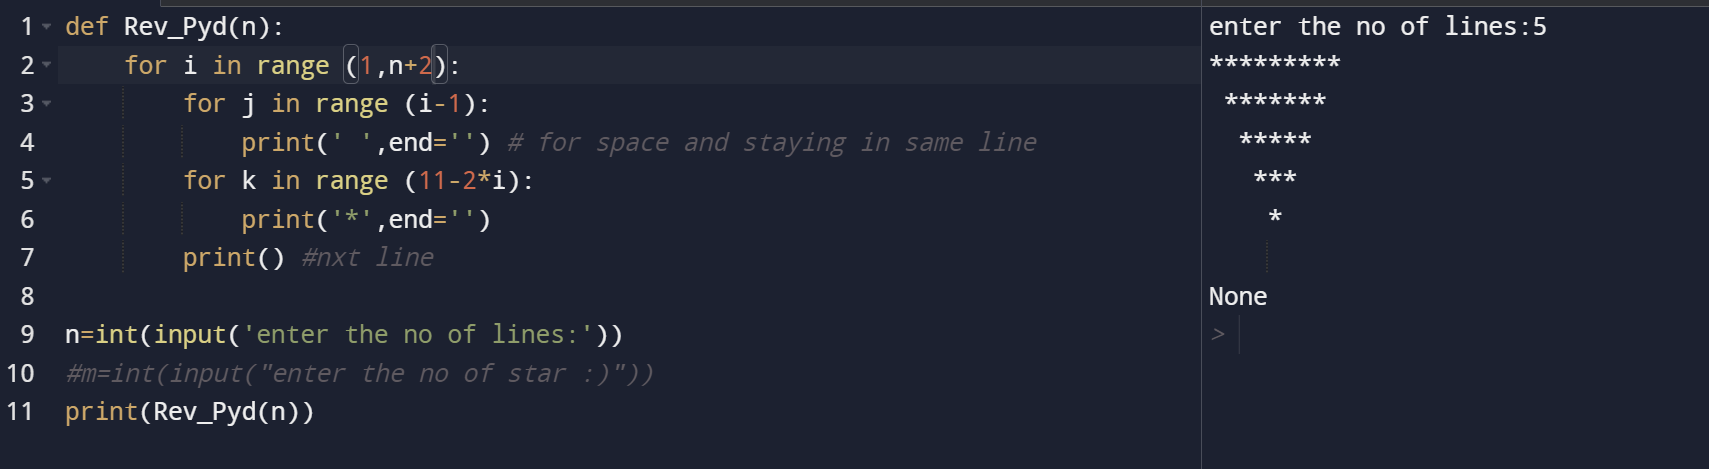 1 def Rev_Pyd(n):
2     for i in range (1,n+2):
3         for j in range (i-1):
4             print(' ',end='') # for space and staying in same line
5         for k in range (11-2*i):
6             print('*',end='')
7         print() #nxt line
8
9 n=int(input('enter the no of lines:'))
10 #m=int(input("enter the no of star :)"))
11 print(Rev_Pyd(n))
enter the no of lines:5
*********
 *******
  *****
   ***
    *
None
>